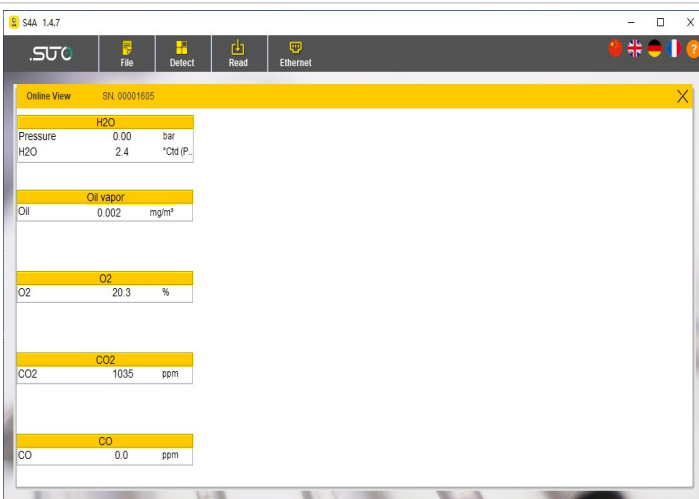 S4A 1.4.7
.SUTO File Detect Read Ethernet ?
Online View SN. 00001605 X
H2O
Pressure 0.00 bar
H2O 2.4 °Ctd (P..
Oil vapor
Oil 0.002 mg/m³
O2
O2 20.3 %
CO2
CO2 1035 ppm
CO
CO 0.0 ppm